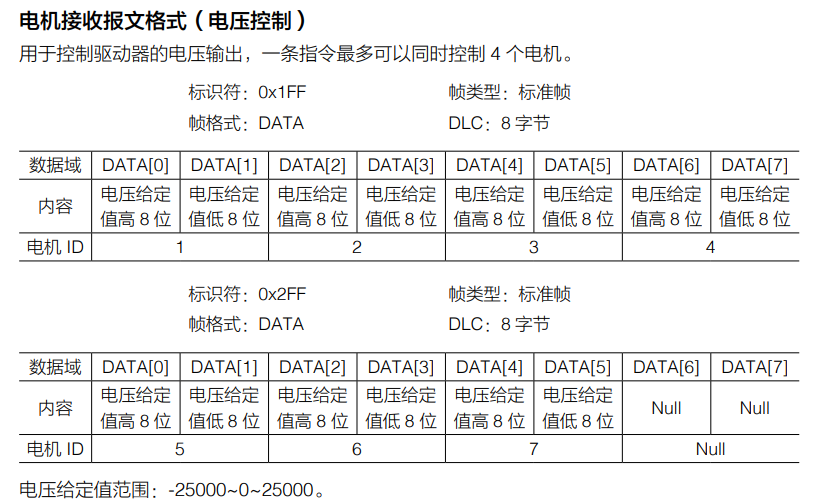 电机接收报文格式（电压控制）
用于控制驱动器的电压输出，一条指令最多可以同时控制 4 个电机。
标识符：0x1FF 帧类型：标准帧
帧格式：DATA DLC：8 字节
数据域 DATA[0] DATA[1] DATA[2] DATA[3] DATA[4] DATA[5] DATA[6] DATA[7]
内容 电压给定值高 8 位 电压给定值低 8 位 电压给定值高 8 位 电压给定值低 8 位 电压给定值高 8 位 电压给定值低 8 位 电压给定值高 8 位 电压给定值低 8 位
电机 ID 1 2 3 4
标识符：0x2FF 帧类型：标准帧
帧格式：DATA DLC：8 字节
数据域 DATA[0] DATA[1] DATA[2] DATA[3] DATA[4] DATA[5] DATA[6] DATA[7]
内容 电压给定值高 8 位 电压给定值低 8 位 电压给定值高 8 位 电压给定值低 8 位 电压给定值高 8 位 电压给定值低 8 位 Null Null
电机 ID 5 6 7 Null
电压给定值范围：-25000~0~25000。